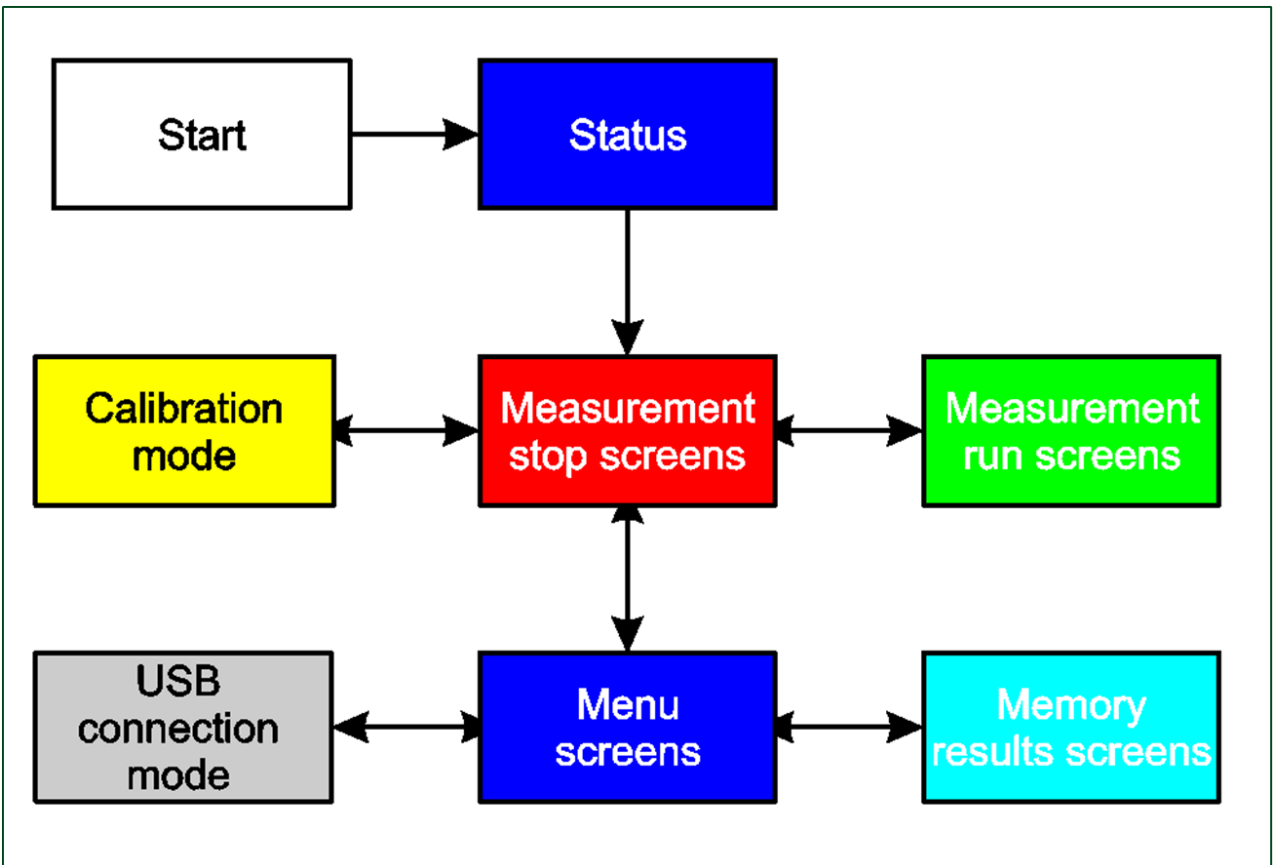 Start
Status
Calibration
mode
Measurement
stop screens
Measurement
run screens
USB
connection
mode
Menu
screens
Memory
results screens